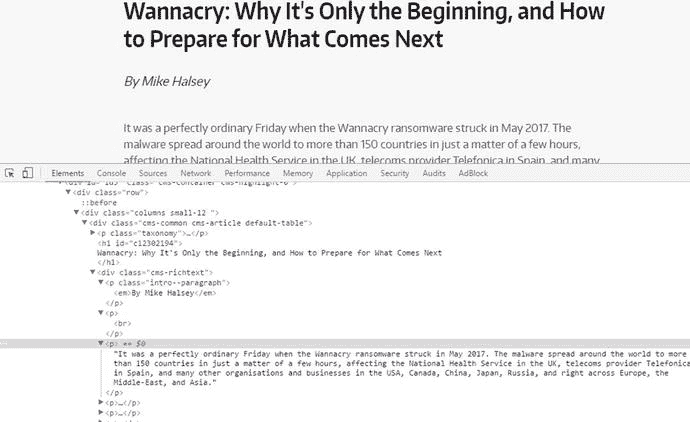 Wannacry: Why It's Only the Beginning, and How
to Prepare for What Comes Next
By Mike Halsey
It was a perfectly ordinary Friday when the Wannacry ransomware struck in May 2017. The
malware spread around the world to more than 150 countries in just a matter of a few hours,
affecting the National Health Service in the UK, telecoms provider Telefonica in Spain, and many
Elements Console Sources Network Performance Memory Application Security Audits AdBlock
▼<div class="row">
::before
▼<div class="columns small-12 ">
▼<div class="cms-common cms-article default-table">
▶<p class="taxonomy">…</p>
<h1 id="c12302194">
Wannacry: Why It's Only the Beginning, and How to Prepare for What Comes Next
</h1>
▼<div class="cms-richtext">
▼<p class="intro--paragraph">
<em>By Mike Halsey</em>
</p>
▼<p>
<br>
</p>
… ▼<p> == $0
"It was a perfectly ordinary Friday when the Wannacry ransomware struck in May 2017. The malware spread around the world to more
than 150 countries in just a matter of a few hours, affecting the National Health Service in the UK, telecoms provider Telefonica
in Spain, and many other organisations and businesses in the USA, Canada, China, Japan, Russia, and right across Europe, the
Middle-East, and Asia."
</p>
▶<p>…</p>
▶<p>…</p>